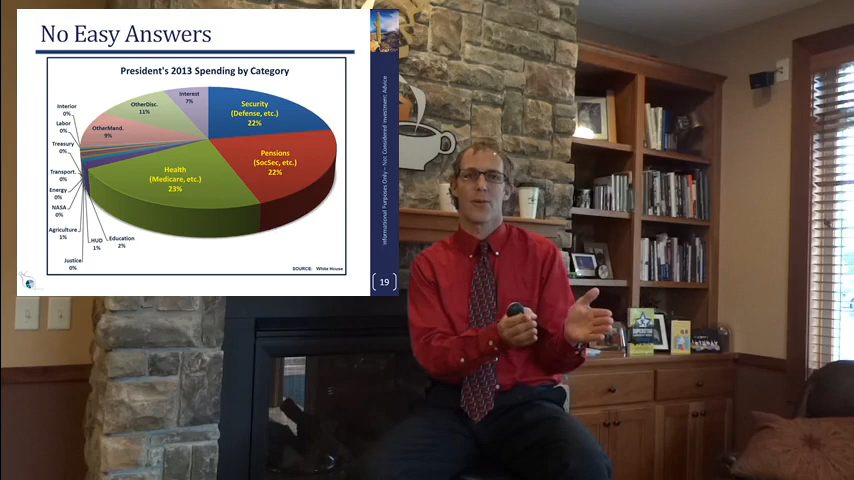 No Easy Answers
President's 2013 Spending by Category
Interest
7%
OtherDisc.
11%
Security
(Defense, etc.)
22%
Interior
0%
Labor
0%
OtherMand.
9%
Treasury
0%
Pensions
(SocSec, etc.)
22%
Transport.
0%
Health
(Medicare, etc.)
23%
Energy
0%
NASA
0%
Agriculture
1%
HUD
1%
Education
2%
Justice
0%
SOURCE: White House
Informational Purposes Only – Not Considered Investment Advice
19